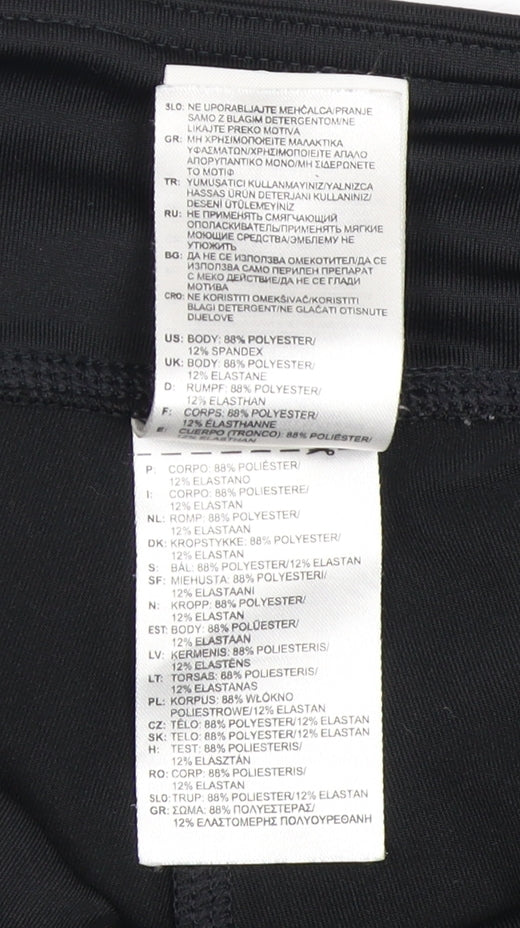 SLO: NE UPORABLJAJTE MEHČALCA/PRANJE
SAMO Z BLAGIM DETERGENTOM/NE
LIKAJTE PREKO MOTIVA
GR: ΜΗ ΧΡΗΣΙΜΟΠΟΙΕΙΤΕ ΜΑΛΑΚΤΙΚΑ
ΥΦΑΣΜΑΤΩΝ/ΧΡΗΣΙΜΟΠΟΙΕΙΤΕ ΑΠΑΛΟ
ΑΠΟΡΥΠΑΝΤΙΚΟ ΜΟΝΟ/ΜΗ ΣΙΔΕΡΩΝΕΤΕ
ΤΟ ΜΟΤΙΦ
TR: YUMUŞATICI KULLANMAYINIZ/YALNIZCA
HASSAS ÜRÜN DETERJANI KULLANINIZ/
DESENİ ÜTÜLEMEYİNİZ
RU: НЕ ПРИМЕНЯТЬ СМЯГЧАЮЩИЙ
ОПОЛАСКИВАТЕЛЬ/ПРИМЕНЯТЬ МЯГКИЕ
МОЮЩИЕ СРЕДСТВА/ЭМБЛЕМУ НЕ
УТЮЖИТЬ
BG: ДА НЕ СЕ ИЗПОЛЗВА ОМЕКОТИТЕЛ/ДА СЕ
ИЗПОЛЗВА САМО ПЕРИЛЕН ПРЕПАРАТ
С МЕКО ДЕЙСТВИЕ/ДА НЕ СЕ ГЛАДИ
МОТИВА
CRO: NE KORISTITI OMEKŠIVAČ/KORISTITI
BLAGI DETERGENT/NE GLAČATI OTISNUTE
DIJELOVE
US: BODY: 88% POLYESTER/
12% SPANDEX
UK: BODY: 88% POLYESTER/
12% ELASTANE
D: RUMPF: 88% POLYESTER/
12% ELASTHAN
F: CORPS: 88% POLYESTER/
12% ÉLASTHANNE
E: CUERPO (TRONCO): 88% POLIÉSTER/
12% ELASTHAN
P: CORPO: 88% POLIÉSTER/
12% ELASTANO
I: CORPO: 88% POLIESTERE/
12% ELASTAN
NL: ROMP: 88% POLYESTER/
12% ELASTAAN
DK: KROPSTYKKE: 88% POLYESTER/
12% ELASTAN
S: BÅL: 88% POLYESTER/12% ELASTAN
SF: MIEHUSTA: 88% POLYESTERI/
12% ELASTAANI
N: KROPP: 88% POLYESTER/
12% ELASTAN
EST: BODY: 88% POLÜESTER/
12% ELASTAAN
LV: ĶERMENIS: 88% POLIESTERIS/
12% ELASTĒNS
LT: TORSAS: 88% POLIESTERIS/
12% ELASTANAS
PL: KORPUS: 88% WŁÓKNO
POLIESTROWE/12% ELASTAN
CZ: TĚLO: 88% POLYESTER/12% ELASTAN
SK: TELO: 88% POLYESTER/12% ELASTAN
H: TEST: 88% POLIESTERIS/
12% ELASZTÁN
RO: CORP: 88% POLIESTERIS/
12% ELASTAN
SLO: TRUP: 88% POLIESTER/12% ELASTAN
GR: ΣΩΜΑ: 88% ΠΟΛΥΕΣΤΕΡΑΣ/
12% ΕΛΑΣΤΟΜΕΡΗΣ ΠΟΛΥΟΥΡΕΘΑΝΗ